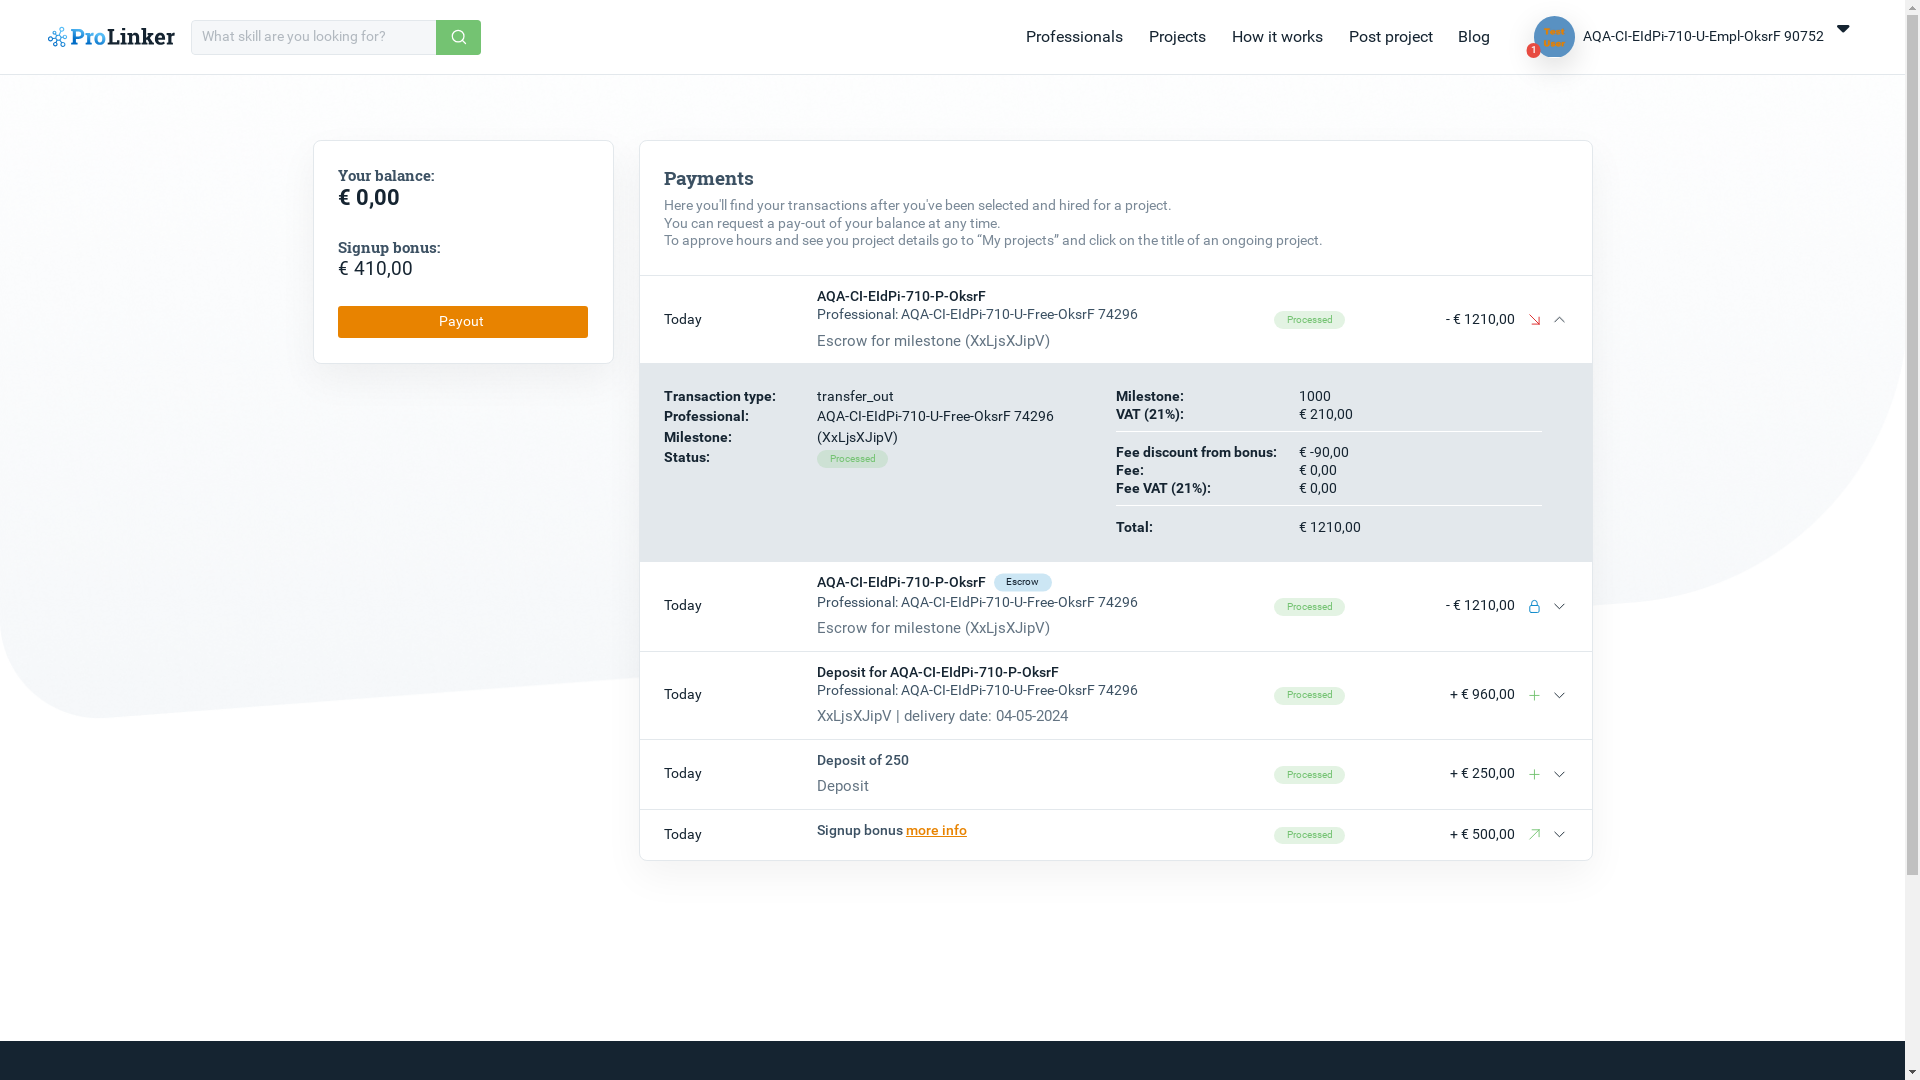 ProLinker
What skill are you looking for?
Professionals
Projects
How it works
Post project
Blog
Test
User
1
AQA-CI-EIdPi-710-U-Empl-OksrF 90752
Your balance:
€ 0,00
Signup bonus:
€ 410,00
Payout
Payments
Here you'll find your transactions after you've been selected and hired for a project.
You can request a pay-out of your balance at any time.
To approve hours and see you project details go to “My projects” and click on the title of an ongoing project.
Today
AQA-CI-EIdPi-710-P-OksrF
Professional: AQA-CI-EIdPi-710-U-Free-OksrF 74296
Escrow for milestone (XxLjsXJipV)
Processed
- € 1210,00
Transaction type: transfer_out
Professional: AQA-CI-EIdPi-710-U-Free-OksrF 74296
Milestone: (XxLjsXJipV)
Status: Processed
Milestone: 1000
VAT (21%): € 210,00
Fee discount from bonus: € -90,00
Fee: € 0,00
Fee VAT (21%): € 0,00
Total: € 1210,00
Today
AQA-CI-EIdPi-710-P-OksrF Escrow
Professional: AQA-CI-EIdPi-710-U-Free-OksrF 74296
Escrow for milestone (XxLjsXJipV)
Processed
- € 1210,00
Today
Deposit for AQA-CI-EIdPi-710-P-OksrF
Professional: AQA-CI-EIdPi-710-U-Free-OksrF 74296
XxLjsXJipV | delivery date: 04-05-2024
Processed
+ € 960,00
Today
Deposit of 250
Deposit
Processed
+ € 250,00
Today
Signup bonus more info
Processed
+ € 500,00